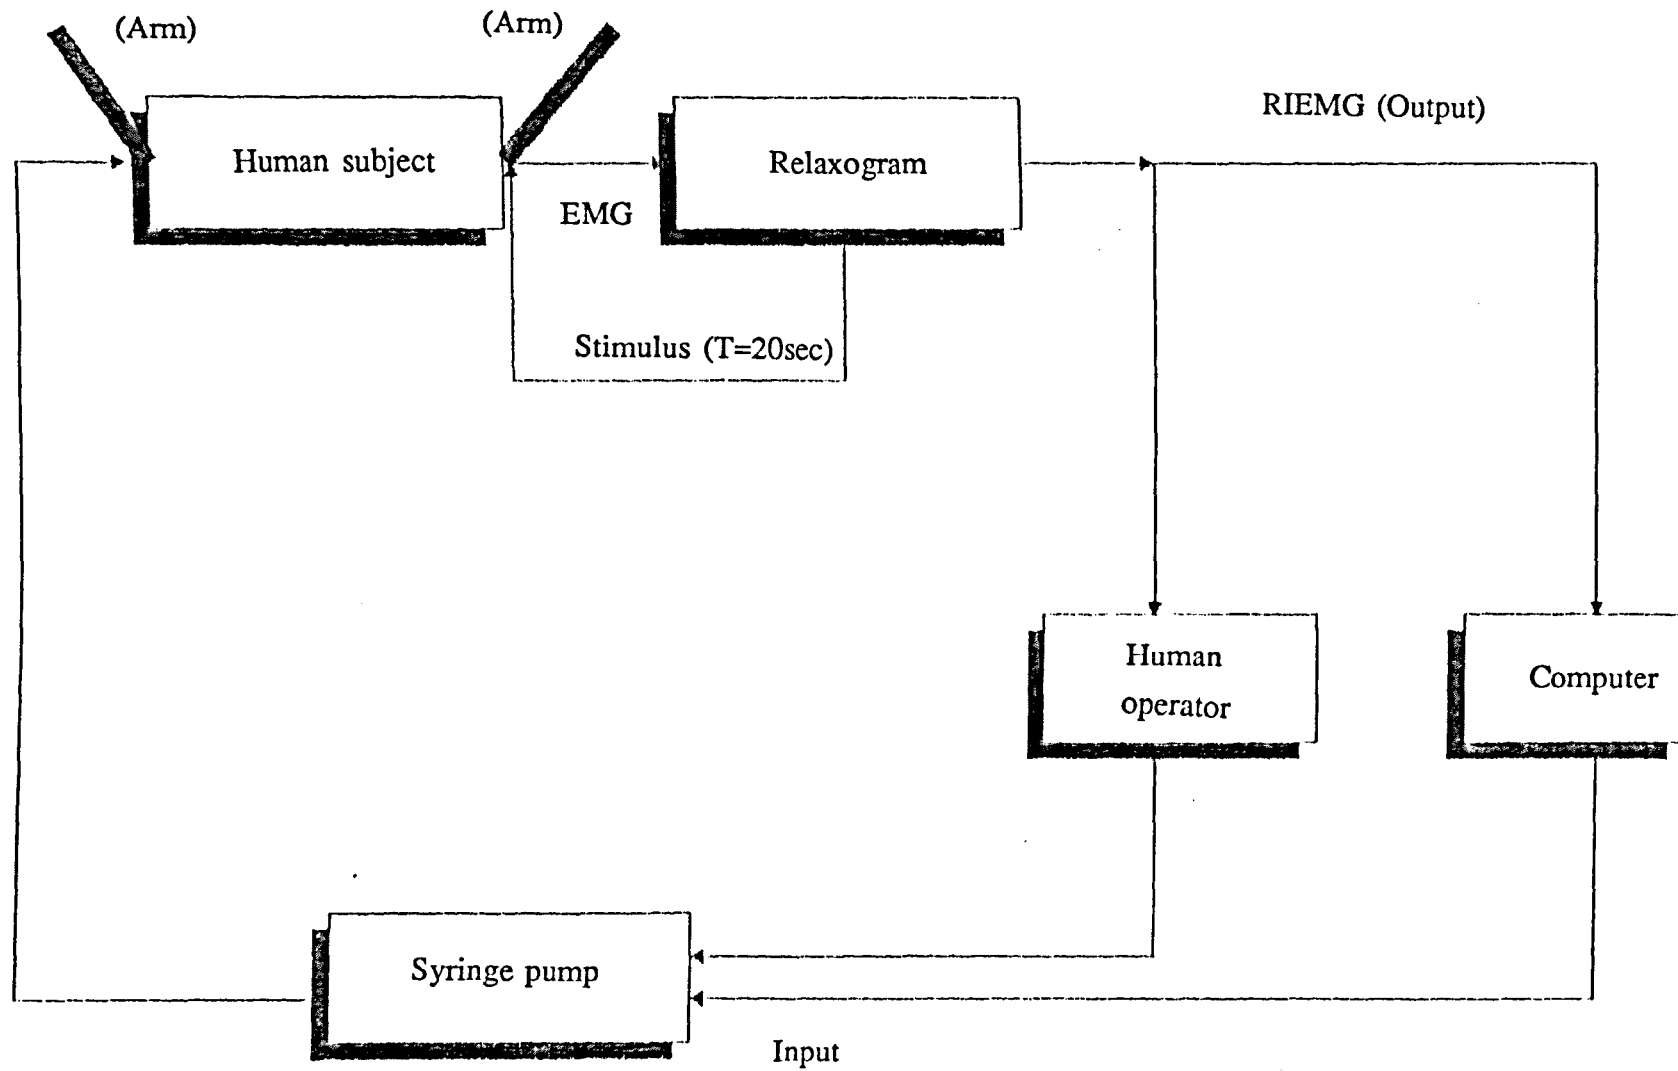 (Arm)
(Arm)
RIEMG (Output)
Human subject
Relaxogram
EMG
Stimulus (T=20sec)
Human
operator
Computer
Syringe pump
Input